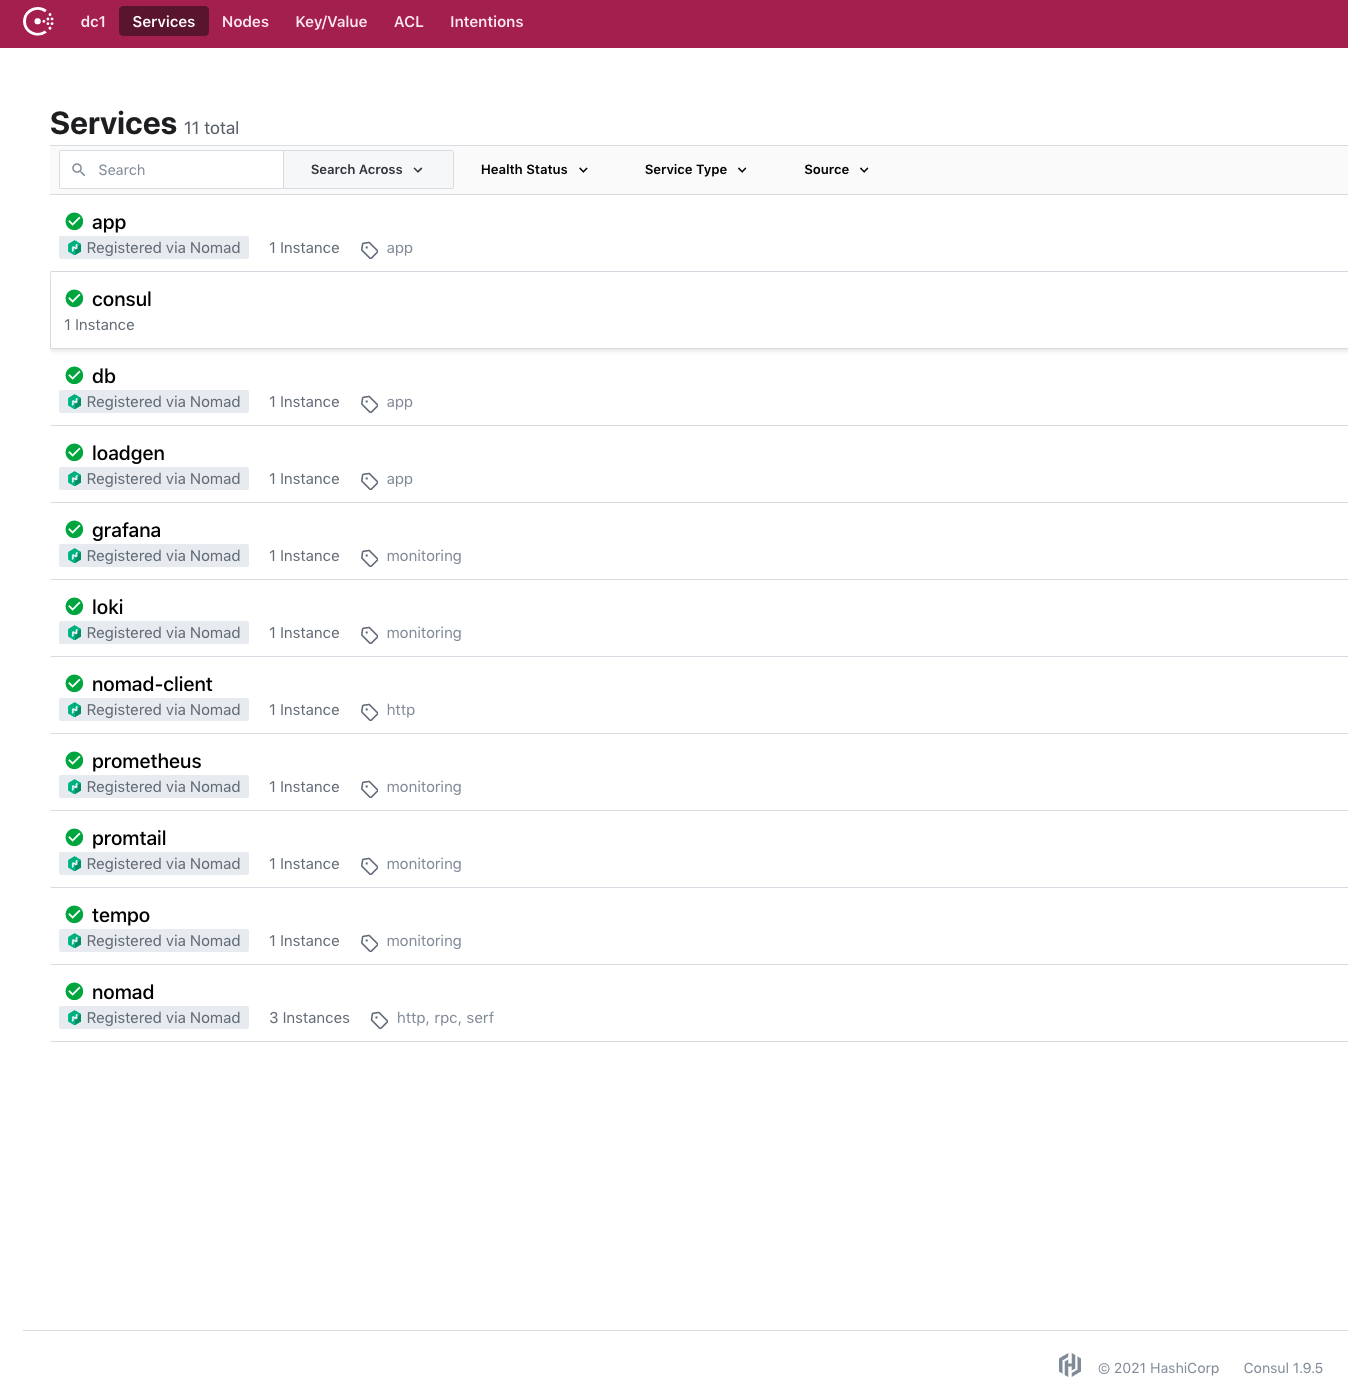 dc1 Services Nodes Key/Value ACL Intentions
Services 11 total
Search Search Across Health Status Service Type Source
app
Registered via Nomad 1 Instance app
consul
1 Instance
db
Registered via Nomad 1 Instance app
loadgen
Registered via Nomad 1 Instance app
grafana
Registered via Nomad 1 Instance monitoring
loki
Registered via Nomad 1 Instance monitoring
nomad-client
Registered via Nomad 1 Instance http
prometheus
Registered via Nomad 1 Instance monitoring
promtail
Registered via Nomad 1 Instance monitoring
tempo
Registered via Nomad 1 Instance monitoring
nomad
Registered via Nomad 3 Instances http, rpc, serf
© 2021 HashiCorp Consul 1.9.5